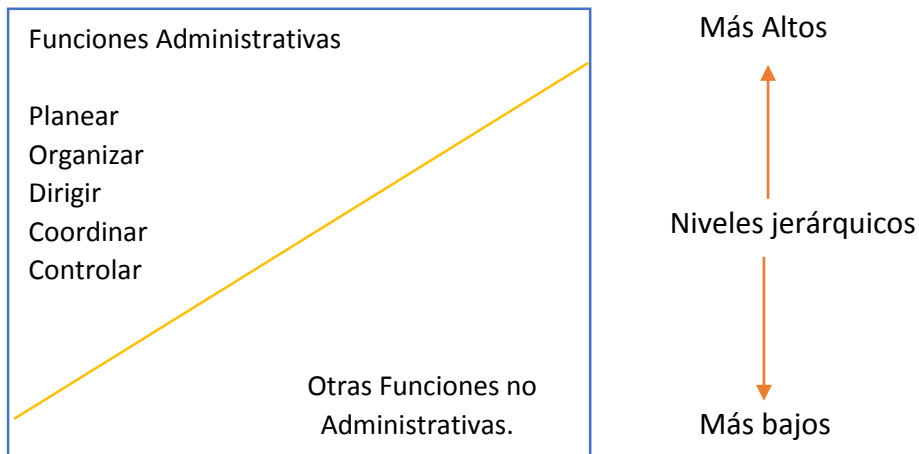 Funciones Administrativas
Planear
Organizar
Dirigir
Coordinar
Controlar
Otras Funciones no
Administrativas.
Más Altos
Niveles jerárquicos
Más bajos